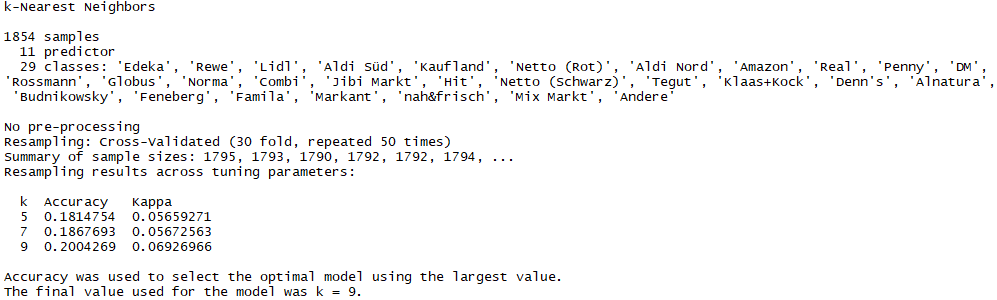 k-Nearest Neighbors
1854 samples
11 predictor
29 classes: 'Edeka', 'Rewe', 'Lidl', 'Aldi Süd', 'Kaufland', 'Netto (Rot)', 'Aldi Nord', 'Amazon', 'Real', 'Penny', 'DM',
'Rossmann', 'Globus', 'Norma', 'Combi', 'Jibi Markt', 'Hit', 'Netto (Schwarz)', 'Tegut', 'Klaas+Kock', 'Denn's', 'Alnatura',
'Budnikowsky', 'Feneberg', 'Famila', 'Markant', 'nah&frisch', 'Mix Markt', 'Andere'
No pre-processing
Resampling: Cross-Validated (30 fold, repeated 50 times)
Summary of sample sizes: 1795, 1793, 1790, 1792, 1792, 1794, ...
Resampling results across tuning parameters:
k Accuracy Kappa
5 0.1814754 0.05659271
7 0.1867693 0.05672563
9 0.2004269 0.06926966
Accuracy was used to select the optimal model using the largest value.
The final value used for the model was k = 9.